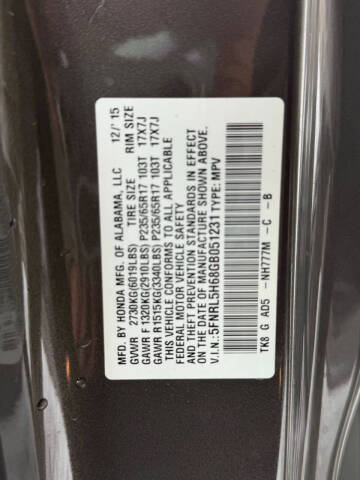 MFD. BY HONDA MFG. OF ALABAMA, LLC 12/'15
GVWR 2730KG(6019LBS) TIRE SIZE RIM SIZE
GAWR F 1320KG(2910LBS) P235/65R17 103T 17X7J
GAWR R 1515KG(3340LBS) P235/65R17 103T 17X7J
THIS VEHICLE CONFORMS TO ALL APPLICABLE
FEDERAL MOTOR VEHICLE SAFETY
AND THEFT PREVENTION STANDARDS IN EFFECT
ON THE DATE OF MANUFACTURE SHOWN ABOVE.
V.I.N.: 5FNRL5H68GB051231 TYPE: MPV
TK8 G AD5 -NH777M -C -B